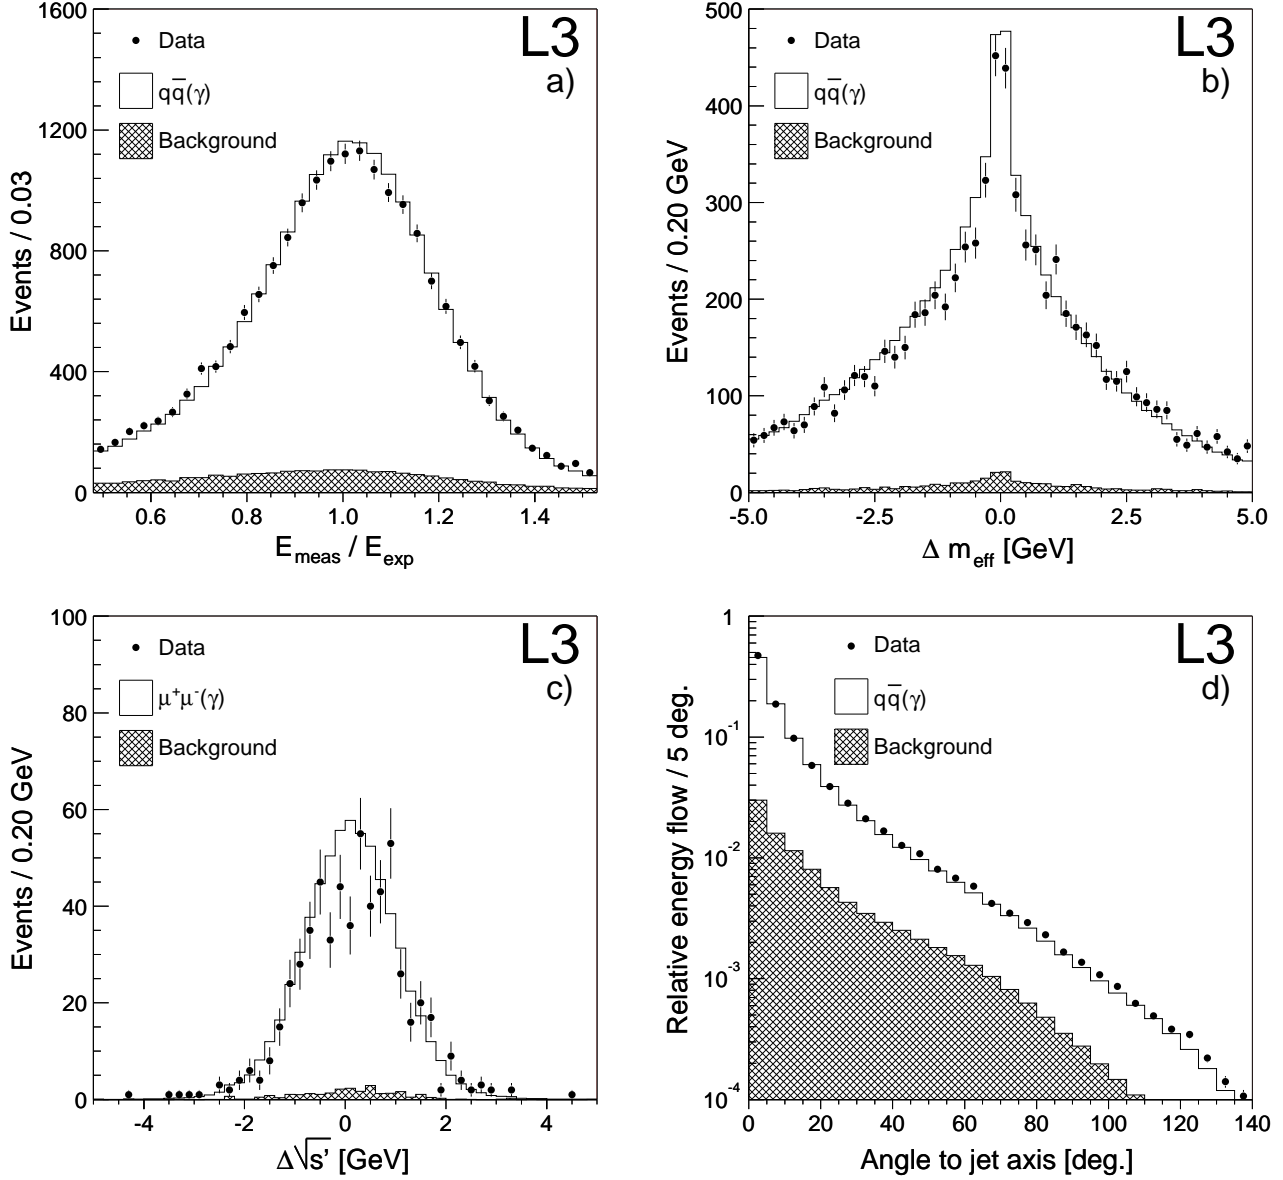 L3
a)
Data
qq̅(γ)
Background
Events / 0.03
1600
1200
800
400
0
0.6 0.8 1.0 1.2 1.4
E_meas / E_exp
L3
b)
Data
qq̅(γ)
Background
Events / 0.20 GeV
500
400
300
200
100
0
-5.0 -2.5 0.0 2.5 5.0
Δ m_eff [GeV]
L3
c)
Data
μ⁺μ⁻(γ)
Background
Events / 0.20 GeV
100
80
60
40
20
0
-4 -2 0 2 4
Δ√s’ [GeV]
L3
d)
Data
qq̅(γ)
Background
Relative energy flow / 5 deg.
1
10⁻¹
10⁻²
10⁻³
10⁻⁴
0 20 40 60 80 100 120 140
Angle to jet axis [deg.]